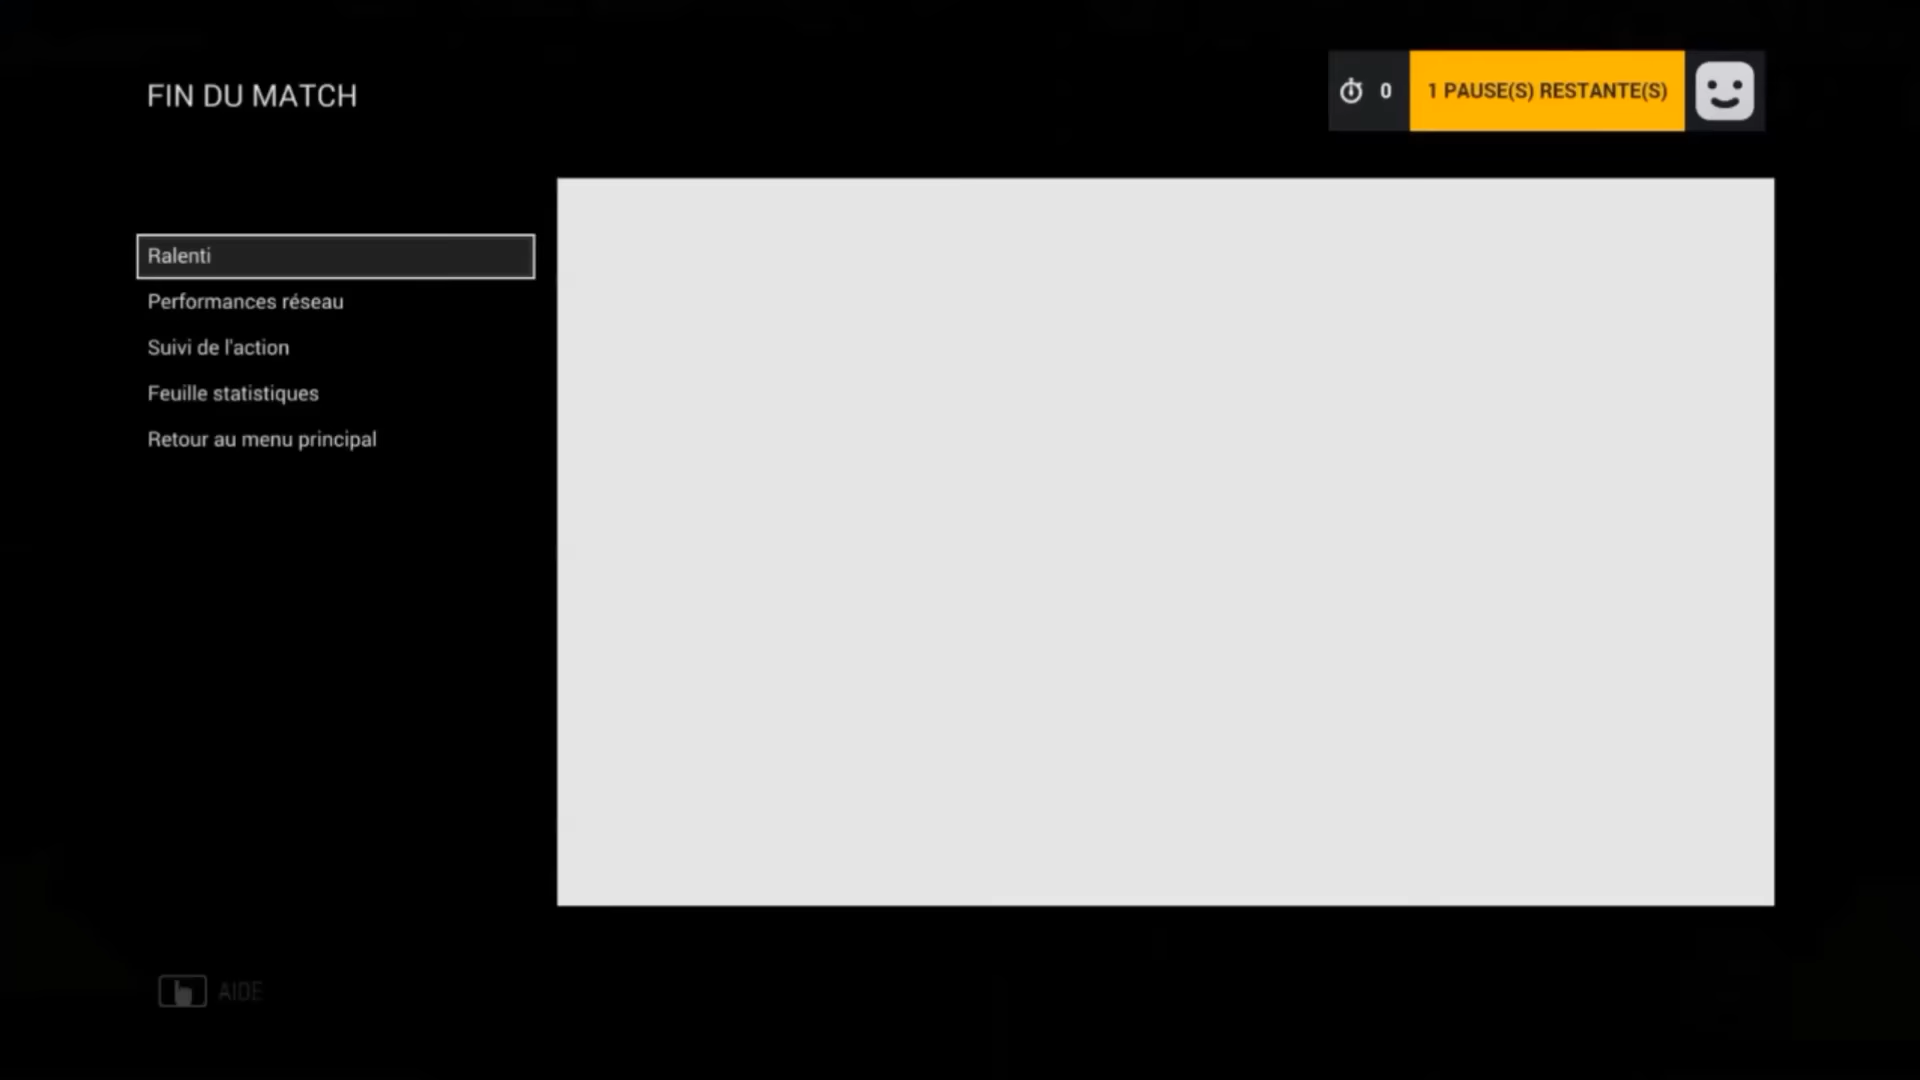 FIN DU MATCH
0
1 PAUSE(S) RESTANTE(S)
Ralenti
Performances réseau
Suivi de l'action
Feuille statistiques
Retour au menu principal
AIDE